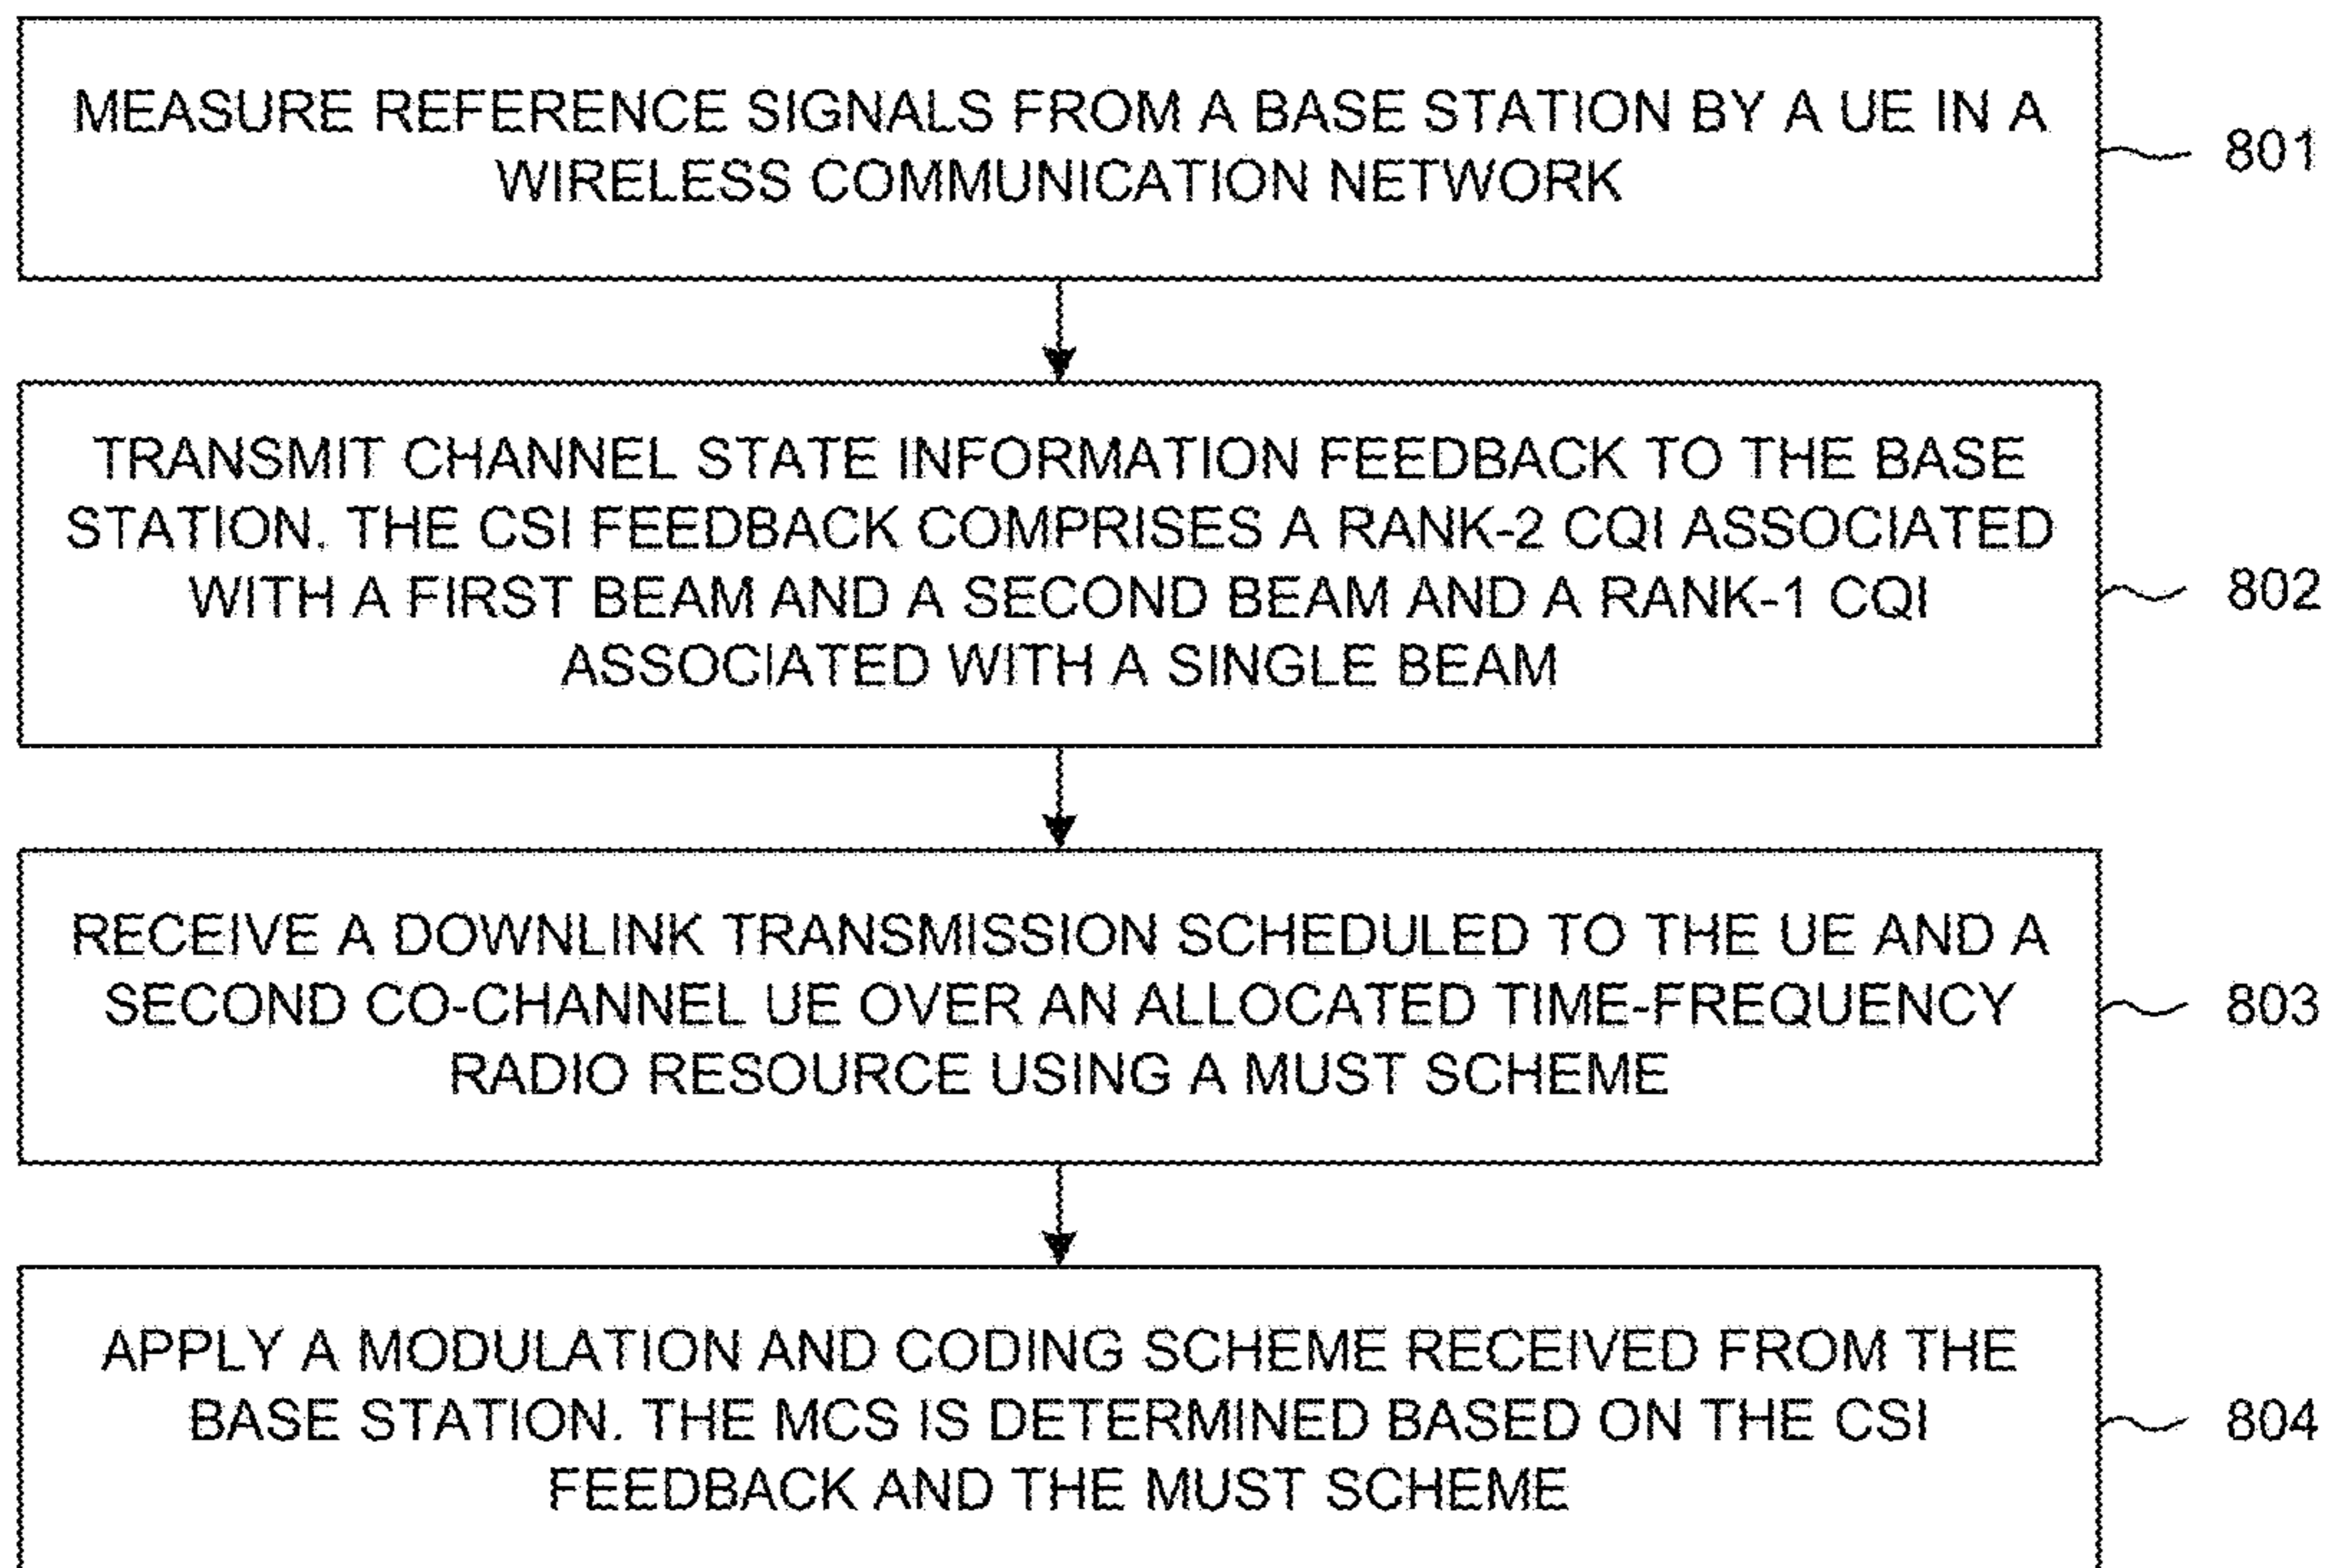 MEASURE REFERENCE SIGNALS FROM A BASE STATION BY A UE IN A
WIRELESS COMMUNICATION NETWORK
801
TRANSMIT CHANNEL STATE INFORMATION FEEDBACK TO THE BASE
STATION. THE CSI FEEDBACK COMPRISES A RANK-2 CQI ASSOCIATED
WITH A FIRST BEAM AND A SECOND BEAM AND A RANK-1 CQI
ASSOCIATED WITH A SINGLE BEAM
802
RECEIVE A DOWNLINK TRANSMISSION SCHEDULED TO THE UE AND A
SECOND CO-CHANNEL UE OVER AN ALLOCATED TIME-FREQUENCY
RADIO RESOURCE USING A MUST SCHEME
803
APPLY A MODULATION AND CODING SCHEME RECEIVED FROM THE
BASE STATION. THE MCS IS DETERMINED BASED ON THE CSI
FEEDBACK AND THE MUST SCHEME
804